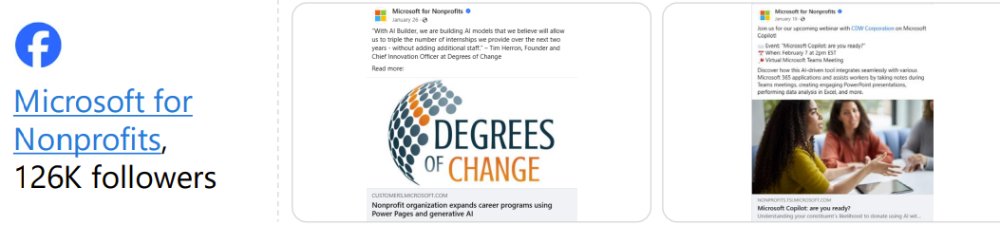 Microsoft for
Nonprofits,
126K followers
Microsoft for Nonprofits
January 26 ·
"With AI Builder, we are building AI models that we believe will allow
us to triple the number of internships we provide over the next two
years - without adding additional staff." – Tim Herron, Founder and
Chief Innovation Officer at Degrees of Change
Read more:
DEGREES
OF CHANGE
CUSTOMERS.MICROSOFT.COM
Nonprofit organization expands career programs using
Power Pages and generative AI
Microsoft for Nonprofits
January 19 ·
Join us for our upcoming webinar with CDW Corporation on Microsoft
Copilot!
Event: "Microsoft Copilot: are you ready?"
When: February 7 at 2pm EST
Virtual Microsoft Teams Meeting
Discover how this AI-driven tool integrates seamlessly with various
Microsoft 365 applications and assists workers by taking notes during
Teams meetings, creating engaging PowerPoint presentations,
performing data analysis in Excel, and more.
NONPROFITS.TSI.MICROSOFT.COM
Microsoft Copilot: are you ready?
Understanding your constituent's likelihood to donate using AI wit...